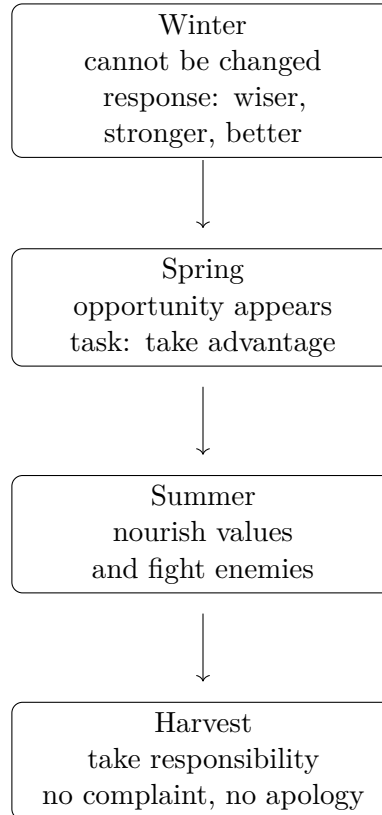 Winter
cannot be changed
response: wiser,
stronger, better
Spring
opportunity appears
task: take advantage
Summer
nourish values
and fight enemies
Harvest
take responsibility
no complaint, no apology